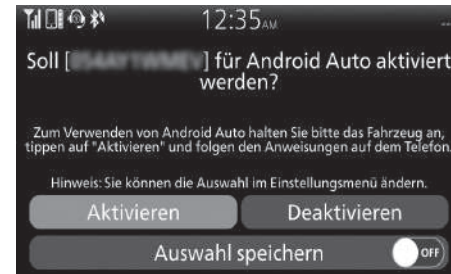 12:35AM --
Soll [ ] für Android Auto aktiviert
werden?
Zum Verwenden von Android Auto halten Sie bitte das Fahrzeug an,
tippen auf "Aktivieren" und folgen den Anweisungen auf dem Telefon.
Hinweis: Sie können die Auswahl im Einstellungsmenü ändern.
Aktivieren Deaktivieren
Auswahl speichern OFF